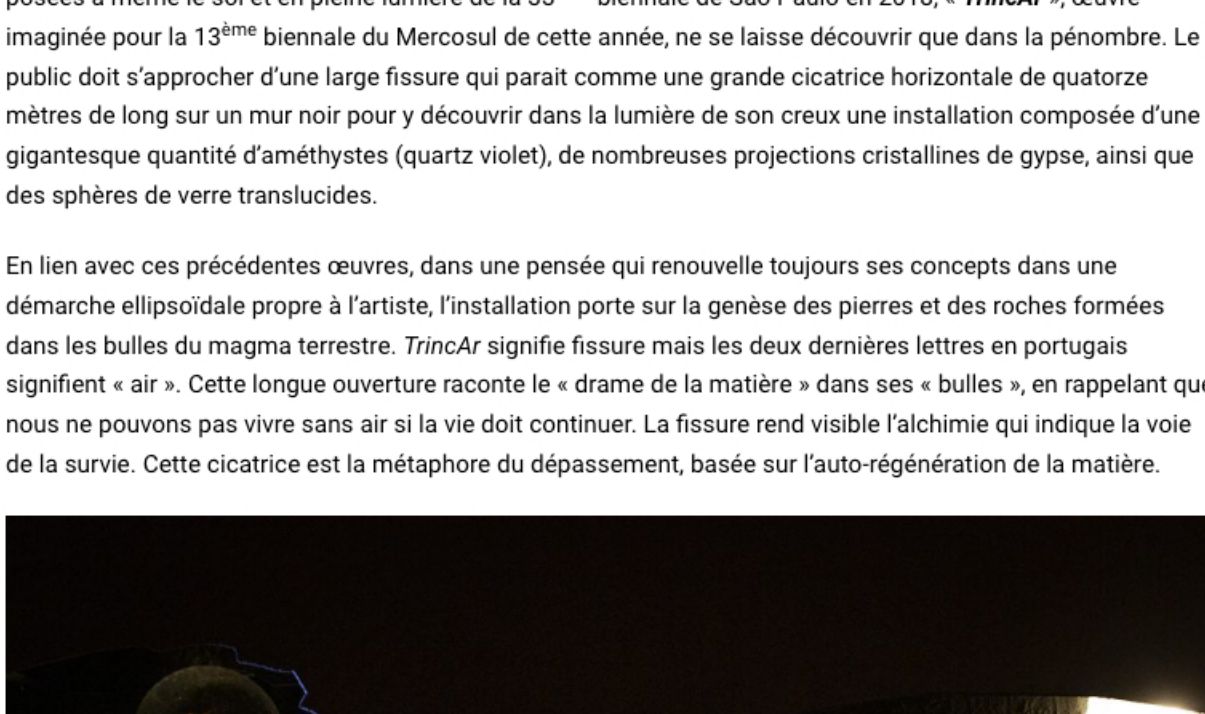 posées à même le sol et en pleine lumière de la 33 biennale de São Paulo en 2018, « TrincAr », œuvre
imaginée pour la 13ème biennale du Mercosul de cette année, ne se laisse découvrir que dans la pénombre. Le
public doit s’approcher d’une large fissure qui parait comme une grande cicatrice horizontale de quatorze
mètres de long sur un mur noir pour y découvrir dans la lumière de son creux une installation composée d’une
gigantesque quantité d’améthystes (quartz violet), de nombreuses projections cristallines de gypse, ainsi que
des sphères de verre translucides.
En lien avec ces précédentes œuvres, dans une pensée qui renouvelle toujours ses concepts dans une
démarche ellipsoïdale propre à l’artiste, l’installation porte sur la genèse des pierres et des roches formées
dans les bulles du magma terrestre. TrincAr signifie fissure mais les deux dernières lettres en portugais
signifient « air ». Cette longue ouverture raconte le « drame de la matière » dans ses « bulles », en rappelant que
nous ne pouvons pas vivre sans air si la vie doit continuer. La fissure rend visible l’alchimie qui indique la voie
de la survie. Cette cicatrice est la métaphore du dépassement, basée sur l’auto-régénération de la matière.